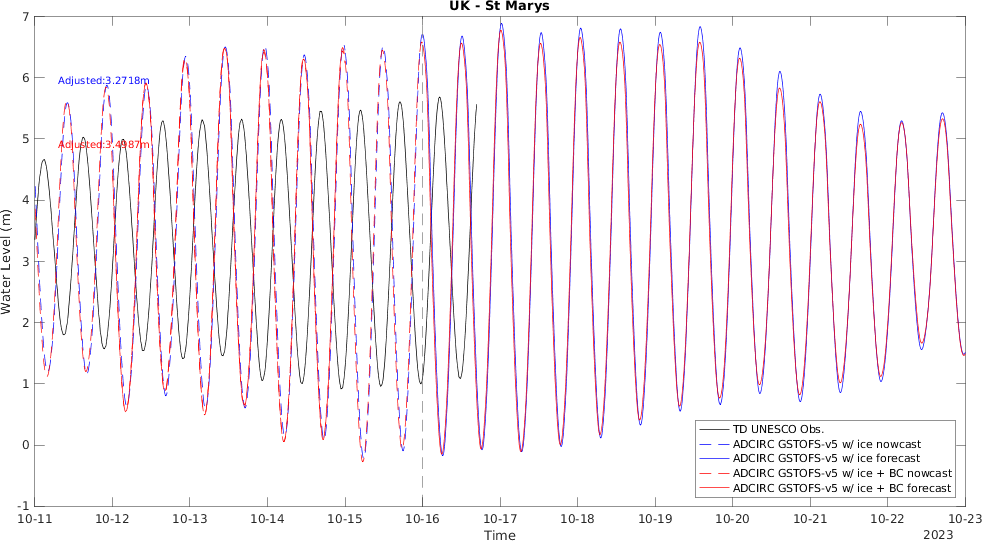 UK - St Marys
7
6
5
4
3
2
1
0
-1
Water Level (m)
Adjusted:3.2718m
Adjusted:3.4987m
TD UNESCO Obs.
ADCIRC GSTOFS-v5 w/ ice nowcast
ADCIRC GSTOFS-v5 w/ ice forecast
ADCIRC GSTOFS-v5 w/ ice + BC nowcast
ADCIRC GSTOFS-v5 w/ ice + BC forecast
10-11 10-12 10-13 10-14 10-15 10-16 10-17 10-18 10-19 10-20 10-21 10-22 10-23
Time
2023